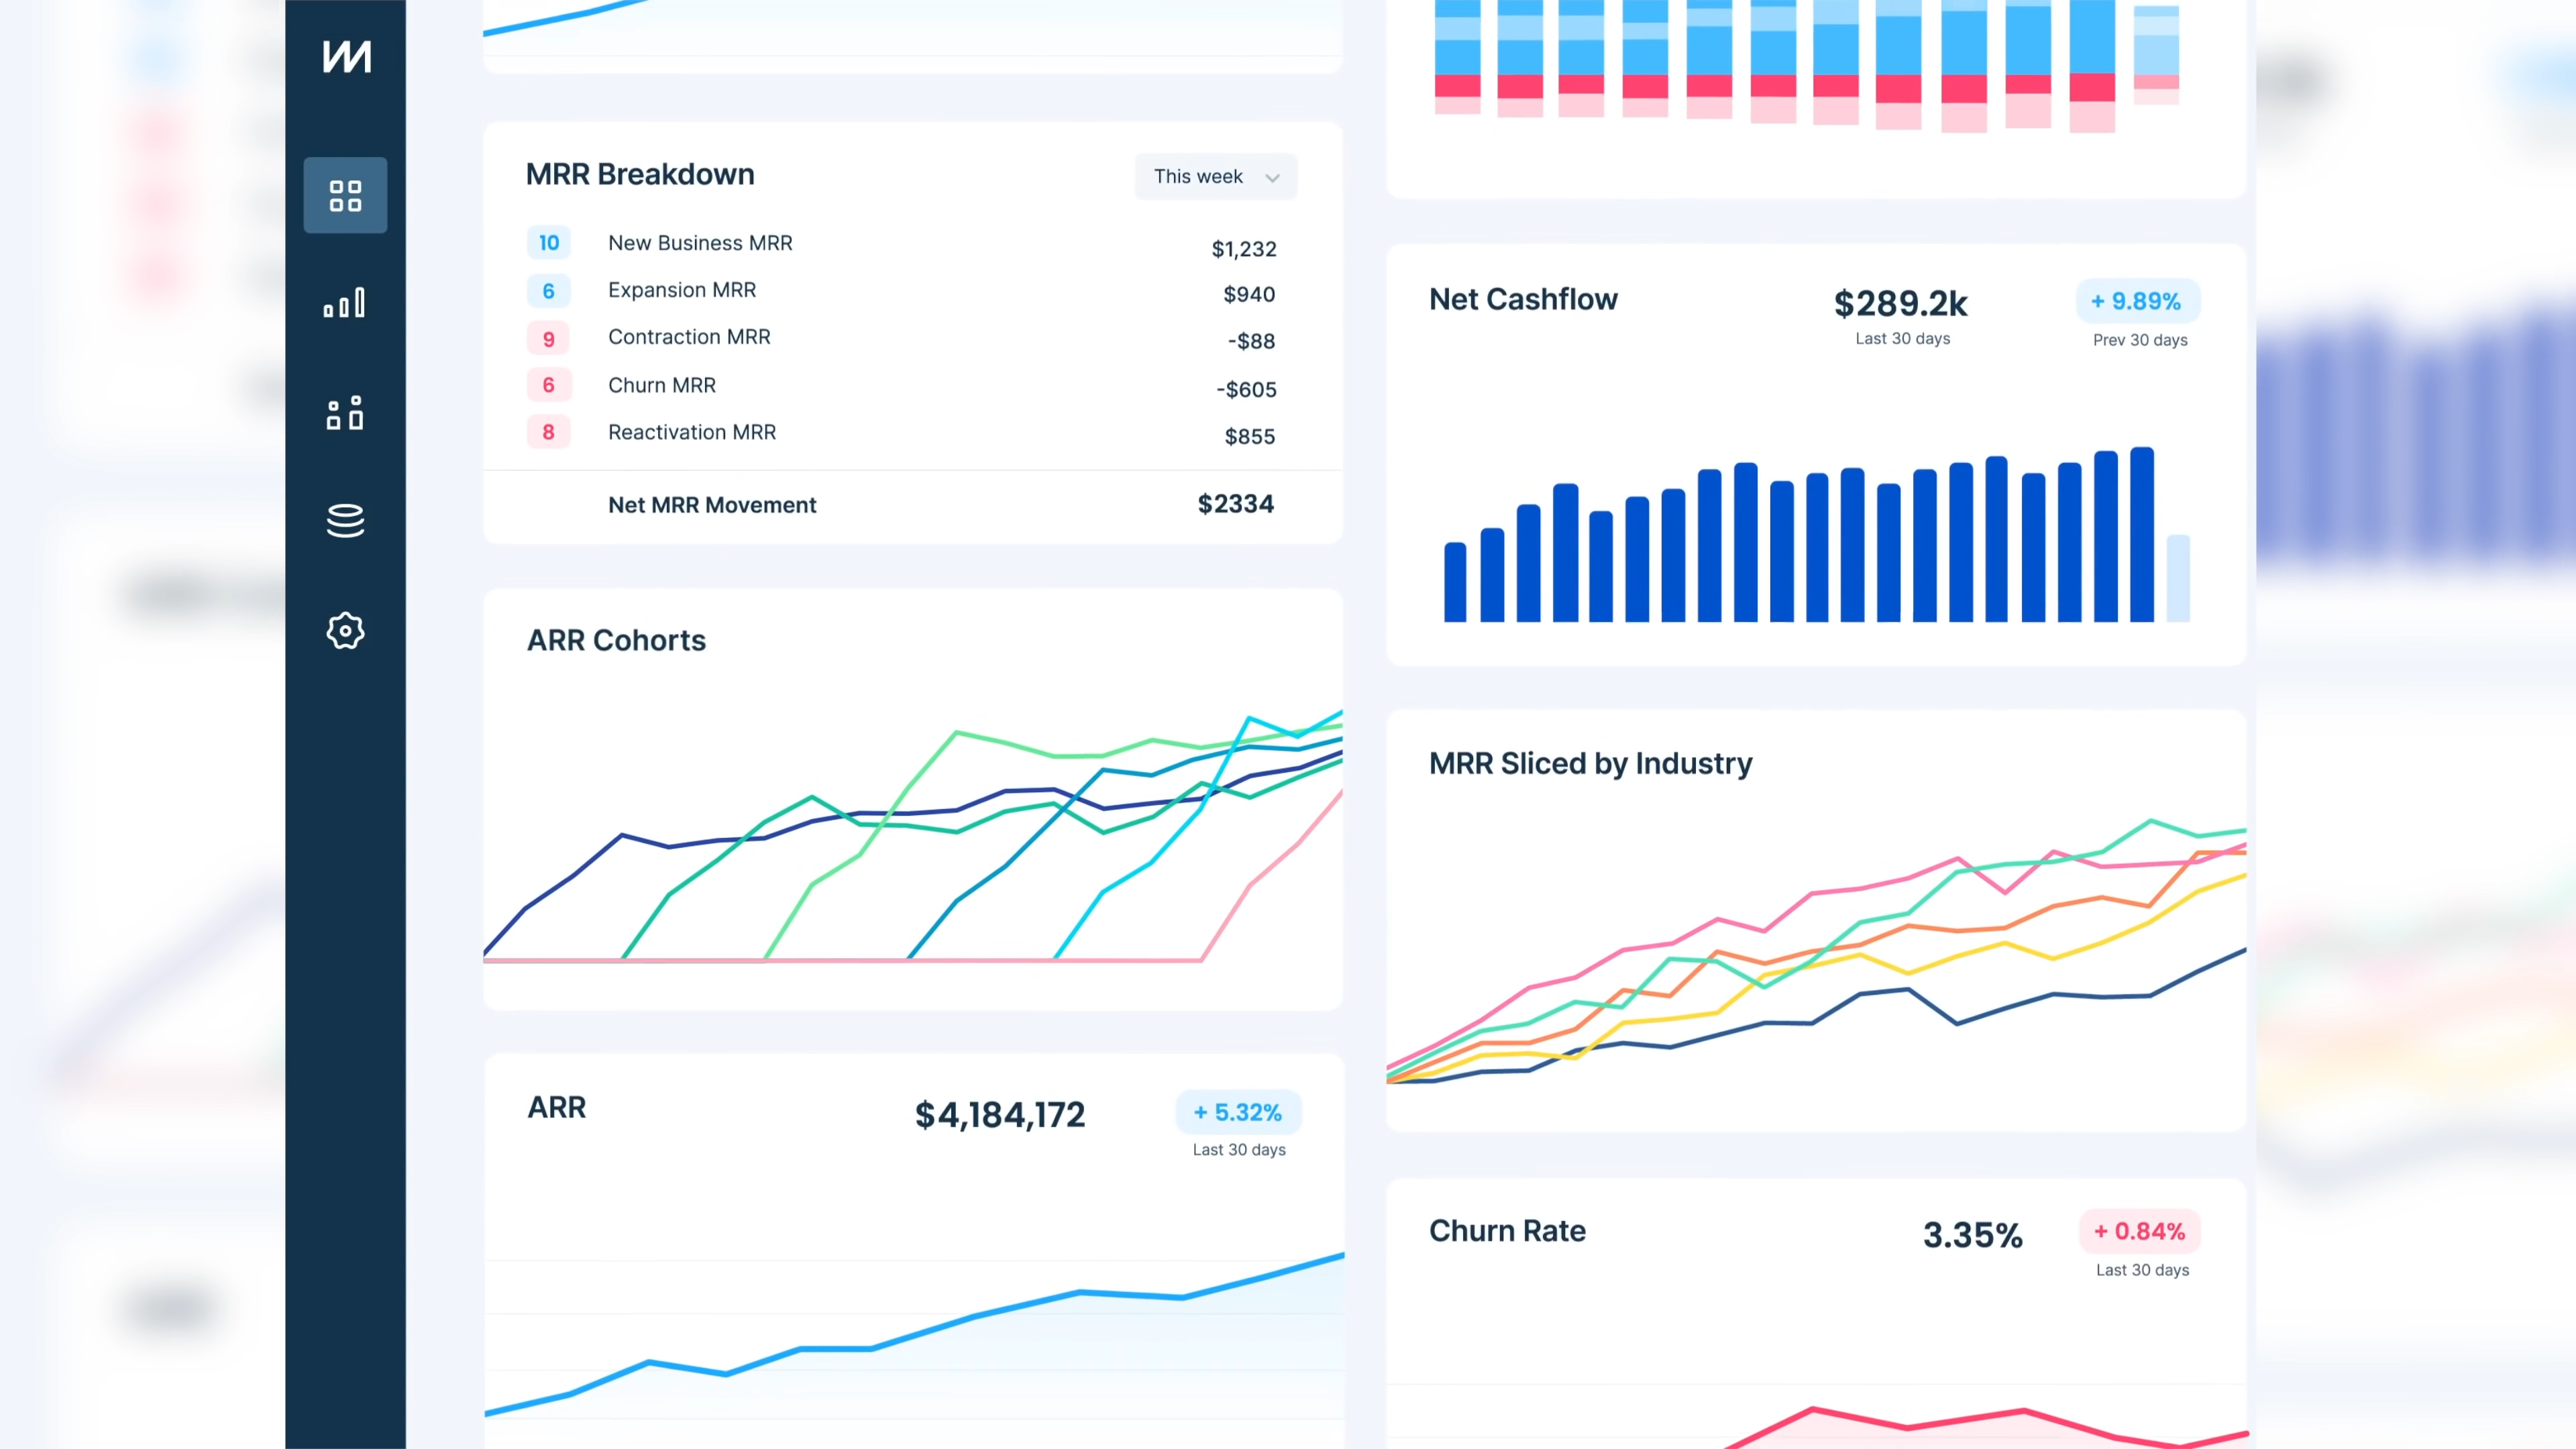 MRR Breakdown
This week
10 New Business MRR $1,232
6 Expansion MRR $940
9 Contraction MRR -$88
6 Churn MRR -$605
8 Reactivation MRR $855
Net MRR Movement $2334
ARR Cohorts
ARR $4,184,172 + 5.32%
Last 30 days
Net Cashflow $289.2k + 9.89%
Last 30 days Prev 30 days
MRR Sliced by Industry
Churn Rate 3.35% + 0.84%
Last 30 days